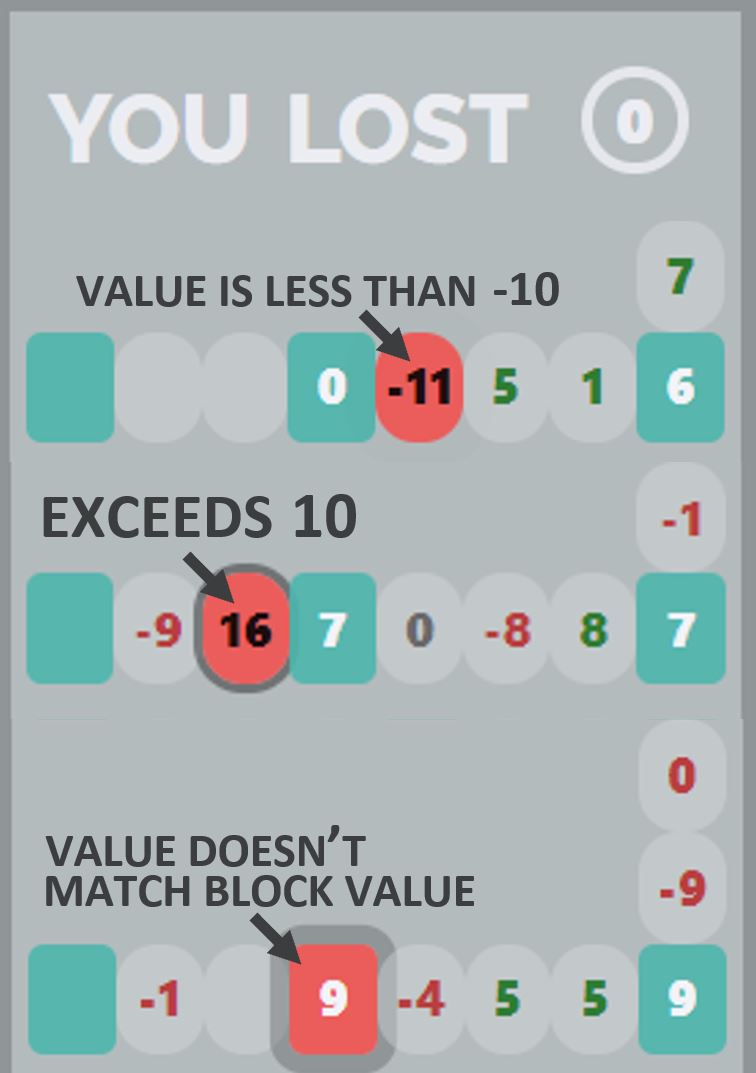 YOU LOST 0
7
VALUE IS LESS THAN -10
0 -11 5 1 6
EXCEEDS 10
-1
-9 16 7 0 -8 8 7
0
VALUE DOESN'T
MATCH BLOCK VALUE
-9
-1 9 -4 5 5 9